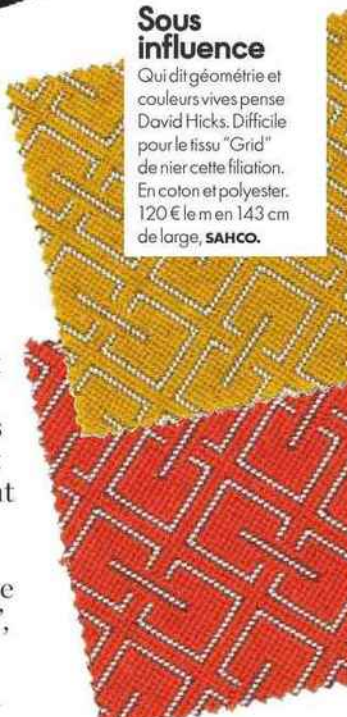 Sous
influence
Qui dit géométrie et
couleurs vives pense
David Hicks. Difficile
pour le tissu "Grid"
de nier cette filiation.
En coton et polyester.
120 € le m en 143 cm
de large, SAHCO.